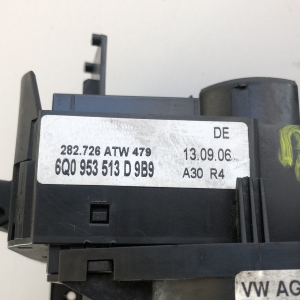 DE
282.726 ATW 479
13.09.06
6Q0 953 513 D 9B9
A30 R4
VW AG